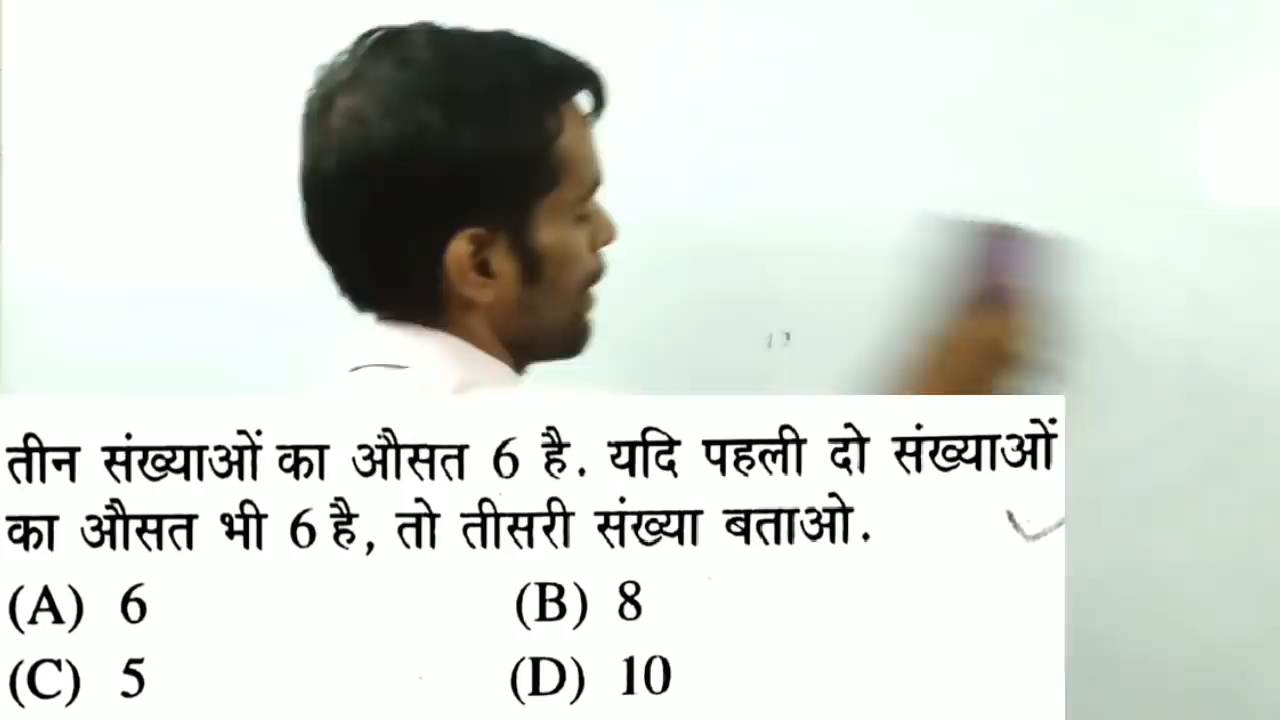 तीन संख्याओं का औसत 6 है. यदि पहली दो संख्याओं
का औसत भी 6 है, तो तीसरी संख्या बताओ.
(A) 6 (B) 8
(C) 5 (D) 10